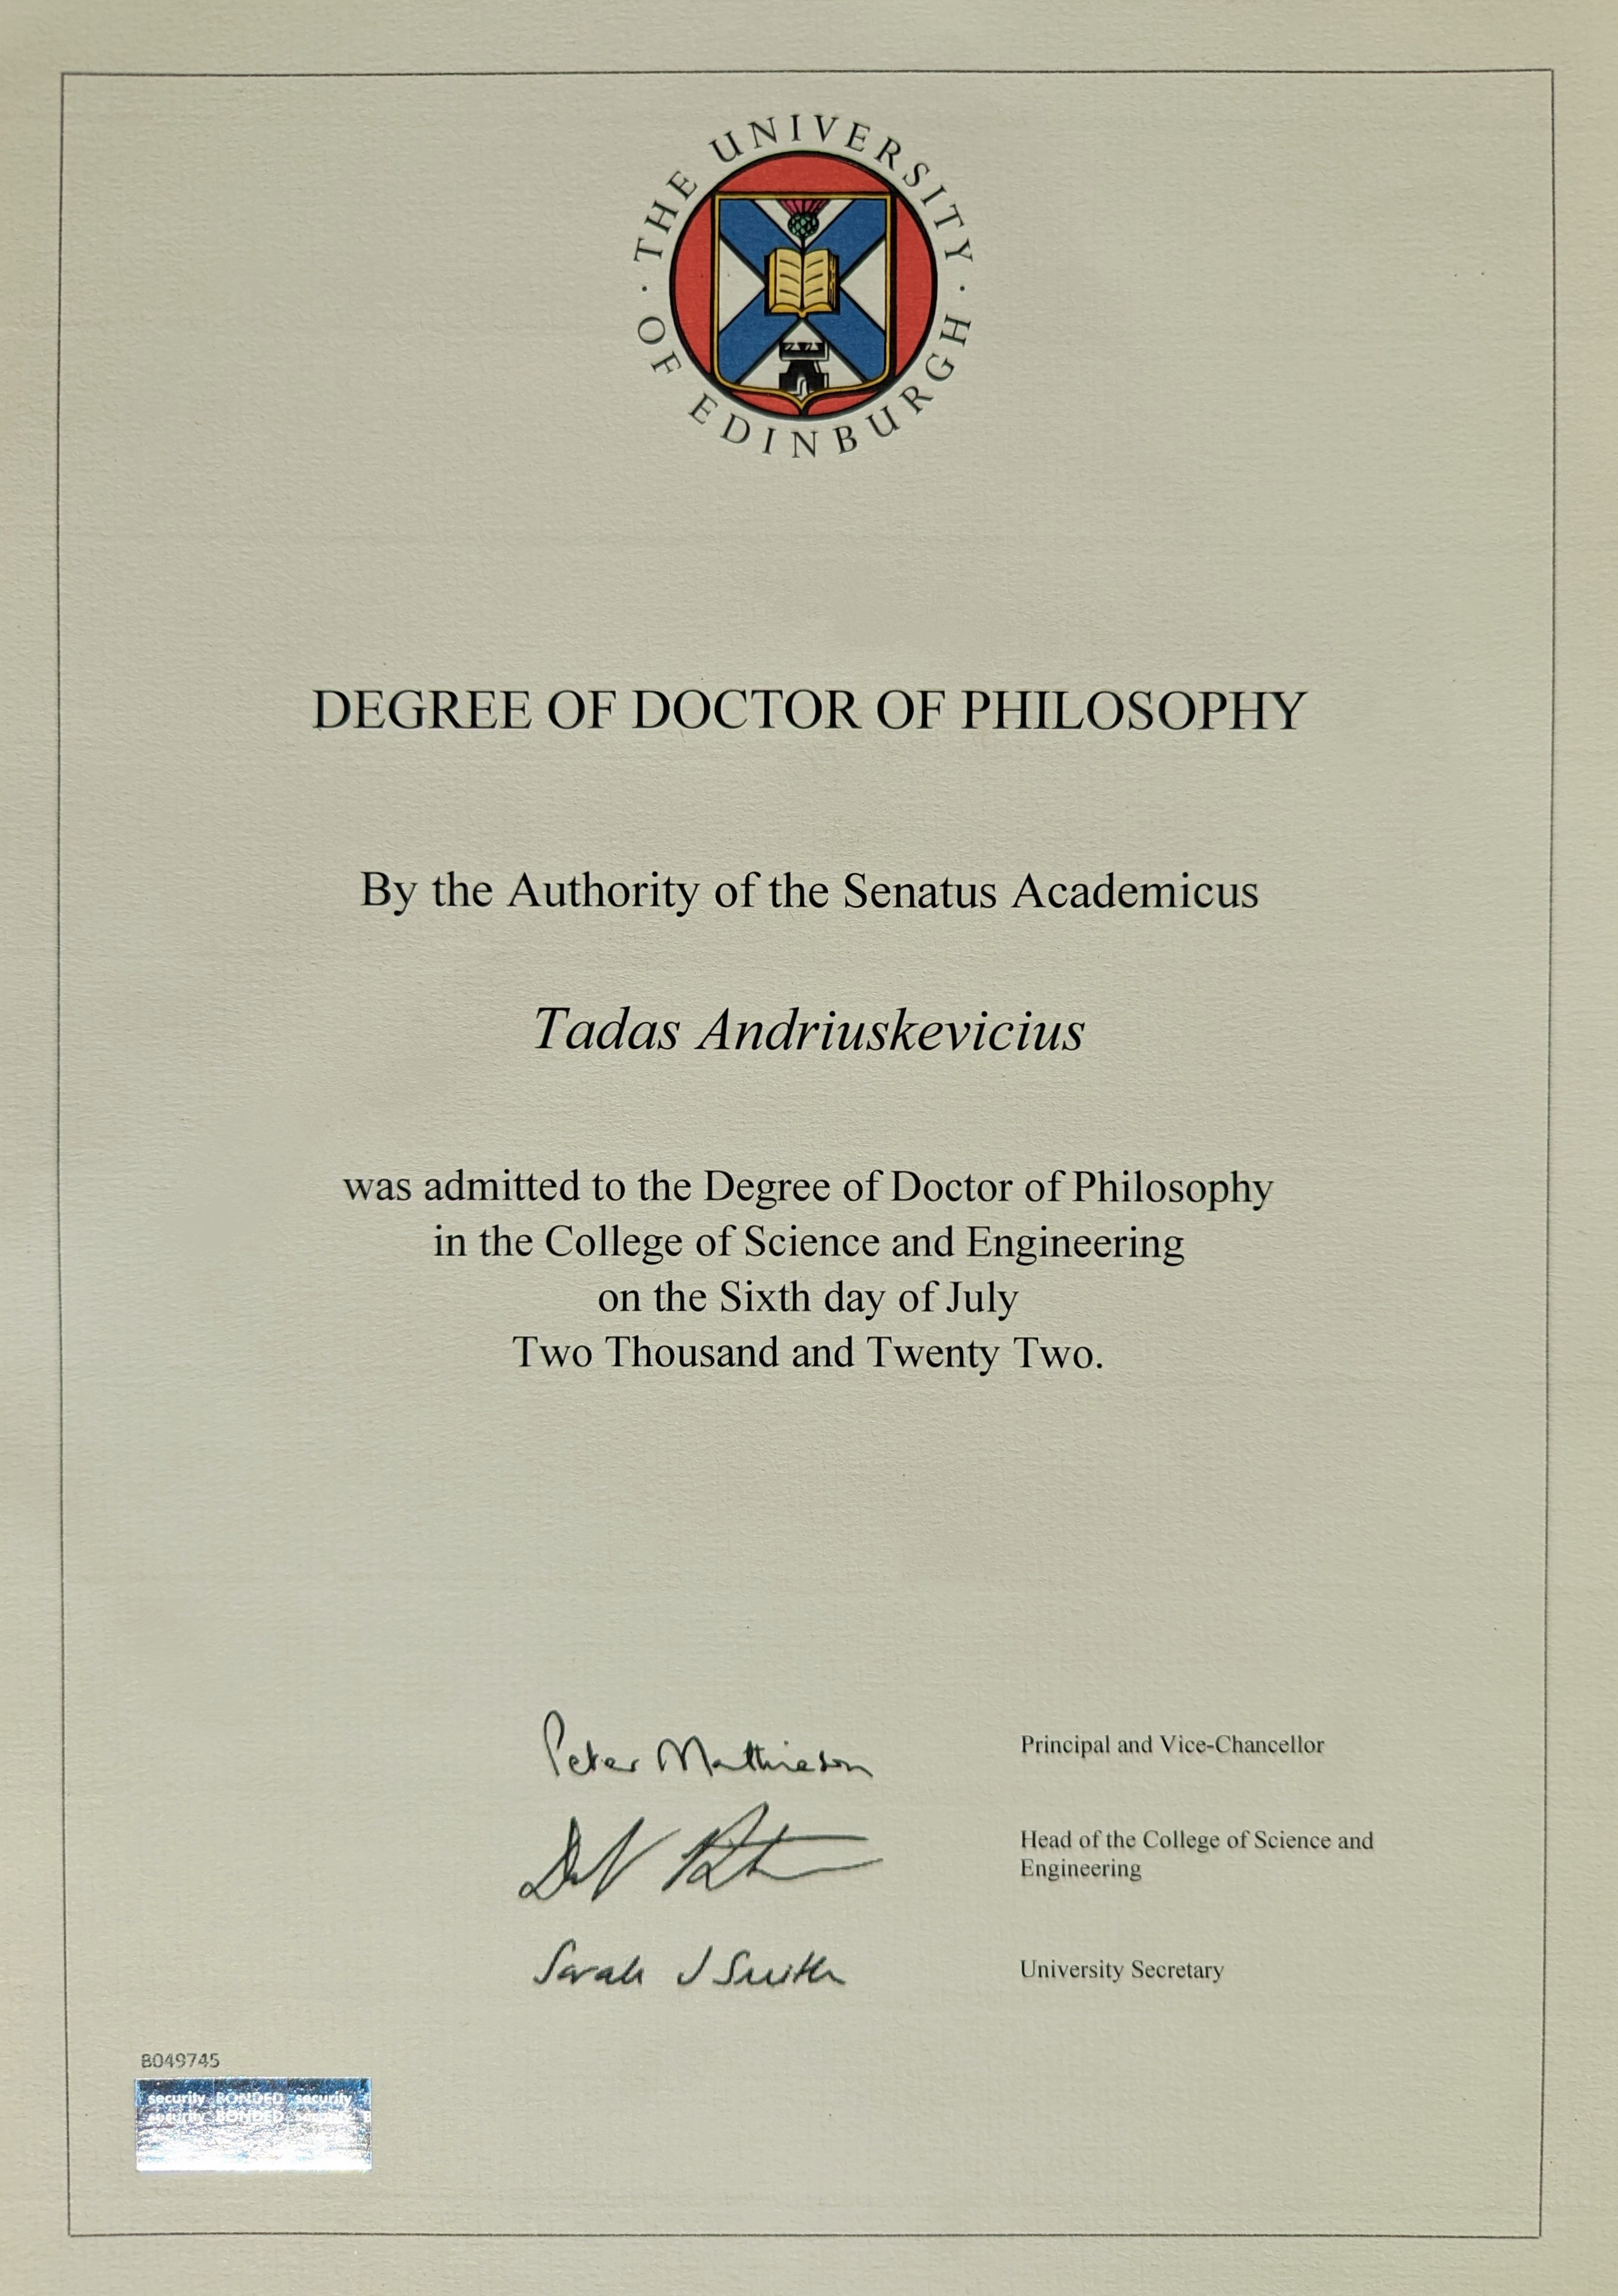 THE UNIVERSITY
OF EDINBURGH
DEGREE OF DOCTOR OF PHILOSOPHY
By the Authority of the Senatus Academicus
Tadas Andriuskevicius
was admitted to the Degree of Doctor of Philosophy
in the College of Science and Engineering
on the Sixth day of July
Two Thousand and Twenty Two.
Peter Mathieson
Principal and Vice-Chancellor
Head of the College of Science and
Engineering
Sarah J Smith
University Secretary
8049745
security BONDED security
security BONDED security